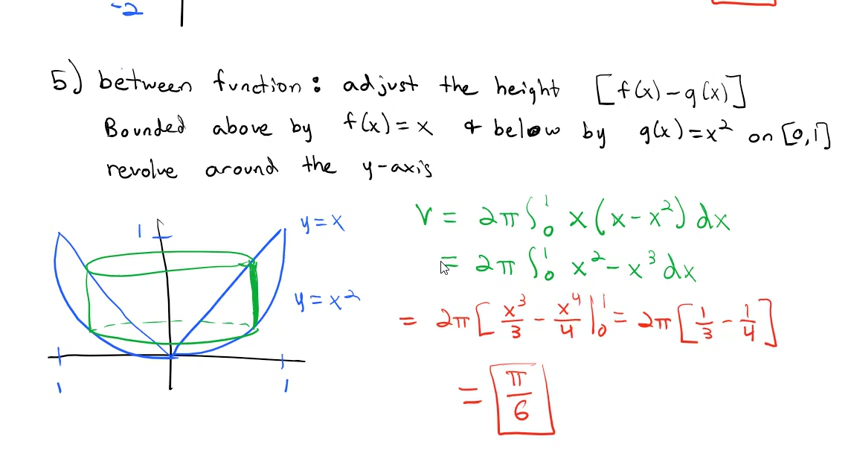 -2
5) between function: adjust the height [f(x) - g(x)]
Bounded above by f(x) = x & below by g(x) = x² on [0,1]
revolve around the y-axis
1
y = x
y = x²
1
1
V = 2π ∫₀¹ x(x - x²) dx
= 2π ∫₀¹ x² - x³ dx
= 2π [ x³/3 - x⁴/4 |₀¹ = 2π [ 1/3 - 1/4 ]
= π/6